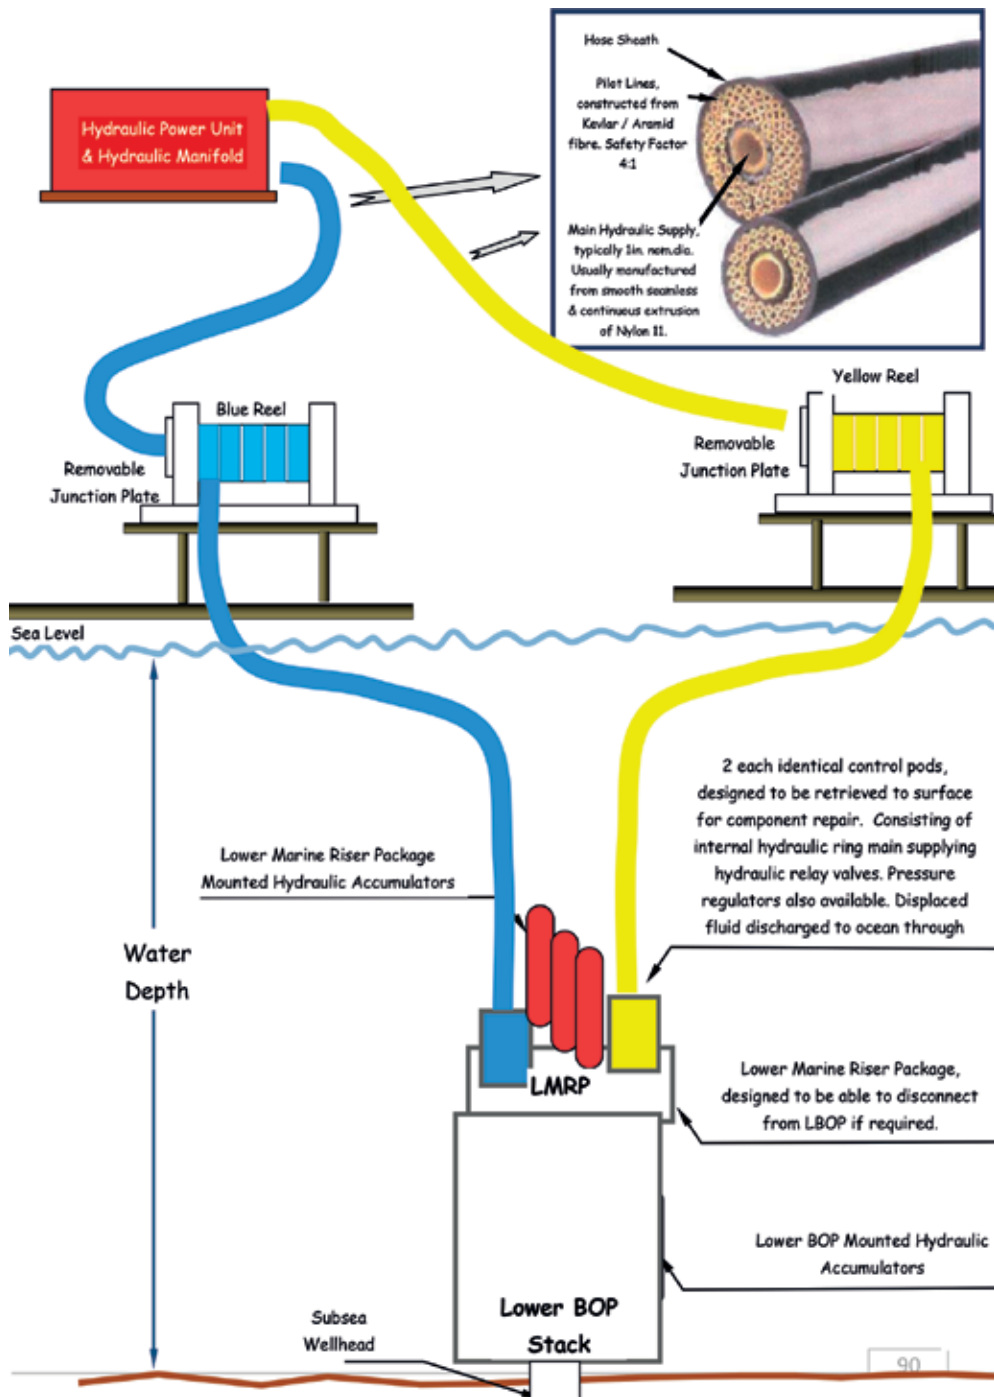 Hose Sheath
Pilot Lines,
constructed from
Kevlar / Aramid
fibre. Safety Factor
4:1
Main Hydraulic Supply,
typically 1in. nom.dia.
Usually manufactured
from smooth seamless
& continuous extrusion
of Nylon 11.
Hydraulic Power Unit
& Hydraulic Manifold
Blue Reel
Removable
Junction Plate
Yellow Reel
Removable
Junction Plate
Sea Level
2 each identical control pods,
designed to be retrieved to surface
for component repair. Consisting of
internal hydraulic ring main supplying
hydraulic relay valves. Pressure
regulators also available. Displaced
fluid discharged to ocean through
Lower Marine Riser Package
Mounted Hydraulic Accumulators
Water
Depth
LMRP
Lower Marine Riser Package,
designed to be able to disconnect
from LBOP if required.
Lower BOP Mounted Hydraulic
Accumulators
Lower BOP
Stack
Subsea
Wellhead
90